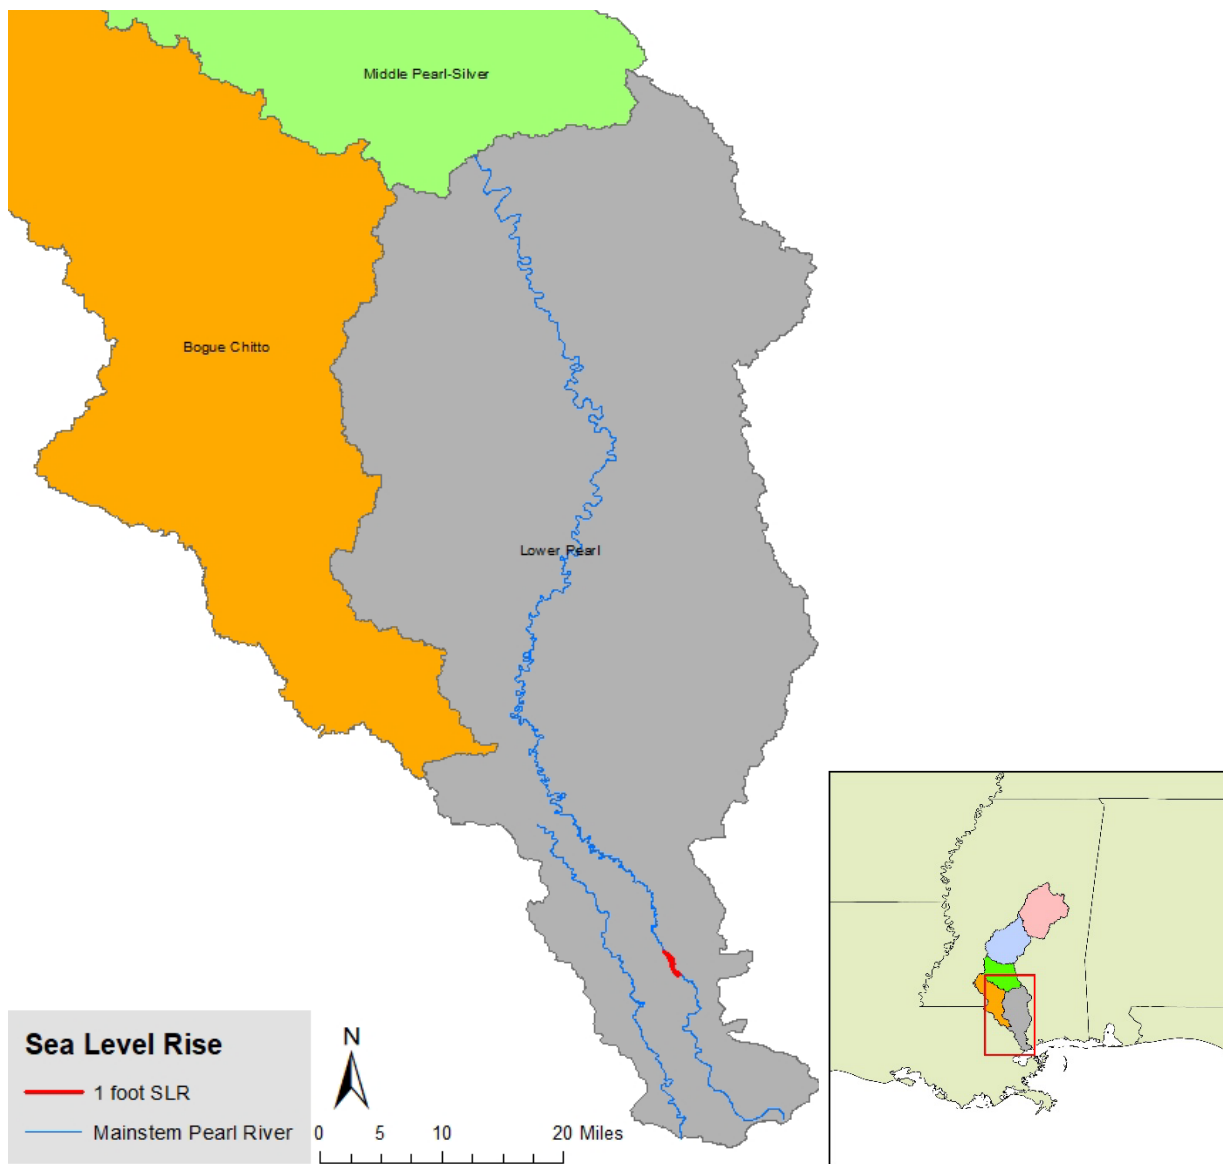 Middle Pearl-Silver
Bogue Chitto
Lower Pearl
Sea Level Rise
1 foot SLR
Mainstem Pearl River
N
0 5 10 20 Miles